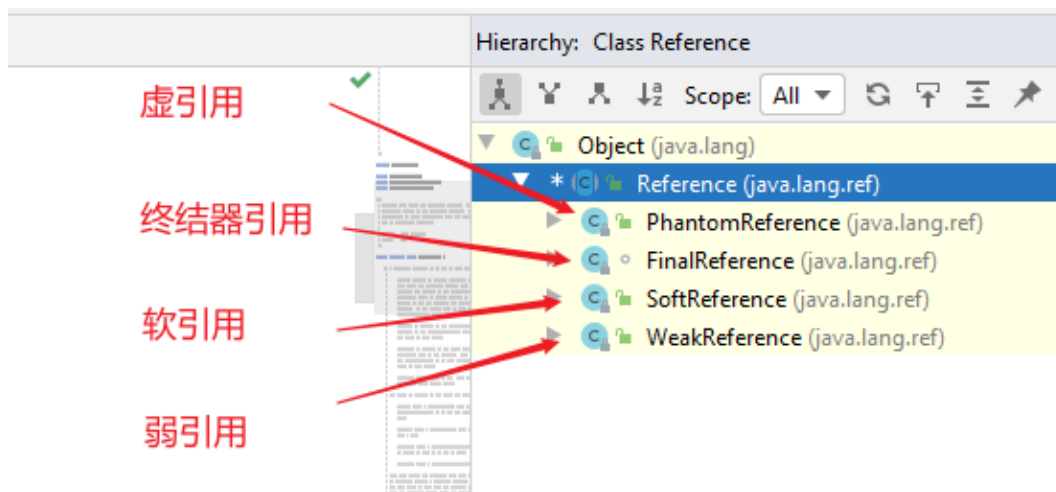 Hierarchy: Class Reference
Scope: All
Object (java.lang)
* Reference (java.lang.ref)
PhantomReference (java.lang.ref)
FinalReference (java.lang.ref)
SoftReference (java.lang.ref)
WeakReference (java.lang.ref)
虚引用
终结器引用
软引用
弱引用